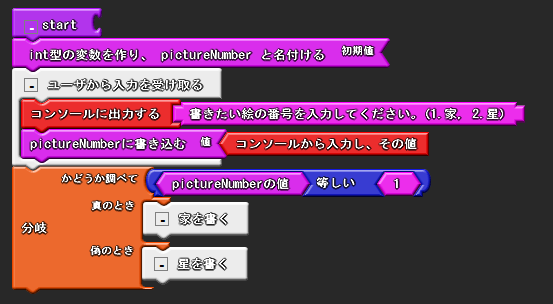 start
int型の変数を作り、 pictureNumber と名付ける 初期値
ユーザから入力を受け取る
コンソールに出力する 書きたい絵の番号を入力してください。(1.家, 2.星)
pictureNumberに書き込む 値 コンソールから入力し、その値
かどうか調べて pictureNumberの値 等しい 1
真のとき 家を書く
分岐
偽のとき 星を書く